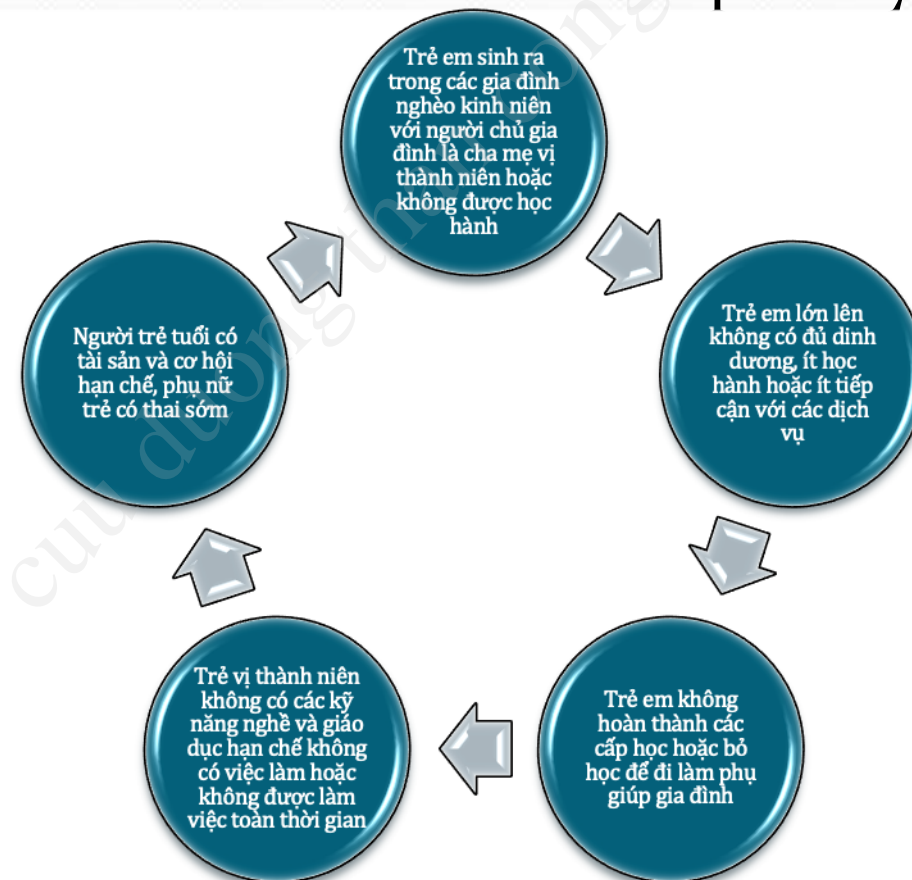 Trẻ em sinh ra
trong các gia đình
nghèo kinh niên
với người chủ gia
đình là cha mẹ vị
thành niên hoặc
không được học
hành
Trẻ em lớn lên
không có đủ dinh
dương, ít học
hành hoặc ít tiếp
cận với các dịch
vụ
Trẻ em không
hoàn thành các
cấp học hoặc bỏ
học để đi làm phụ
giúp gia đình
Trẻ vị thành niên
không có các kỹ
năng nghề và giáo
dục hạn chế không
có việc làm hoặc
không được làm
việc toàn thời gian
Người trẻ tuổi có
tài sản và cơ hội
hạn chế, phụ nữ
trẻ có thai sớm
cuu duong than cong